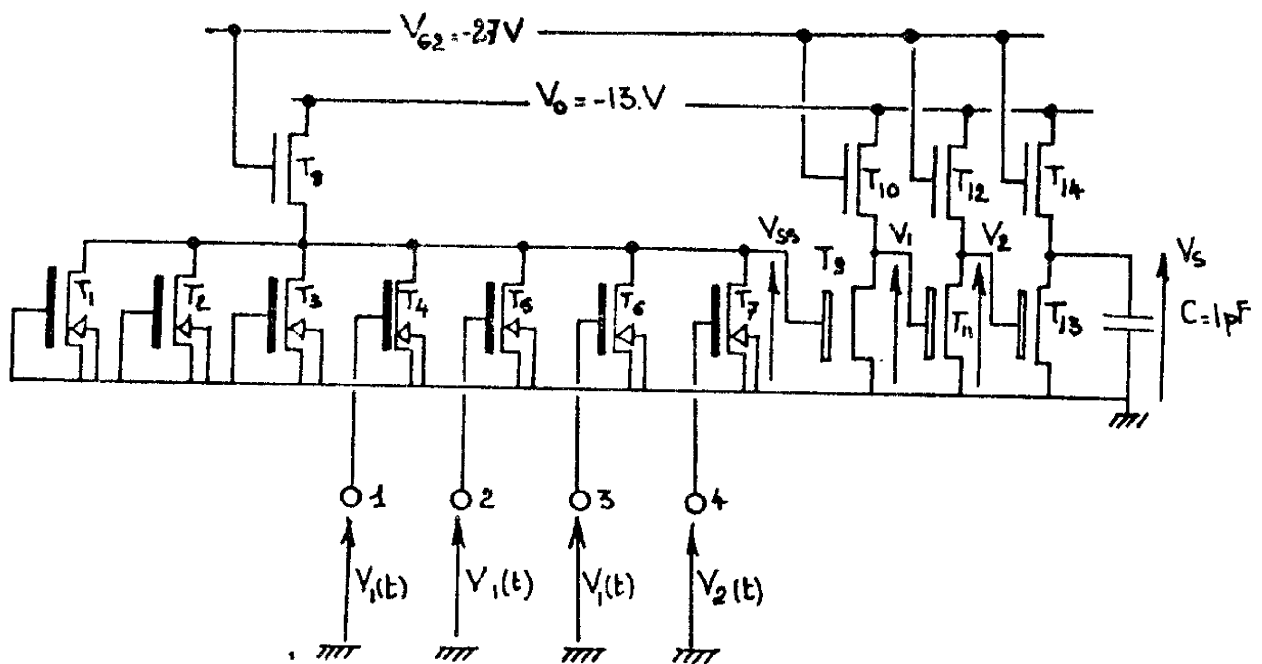 V_G2 = -27V
V_0 = -13.V
T_8
T_10
T_12
T_14
T_1
T_2
T_3
T_4
T_5
T_6
T_7
V_SS
T_9
V_1
T_11
V_2
T_13
V_S
C=1pF
1
2
3
4
V_1(t)
V_1(t)
V_1(t)
V_2(t)